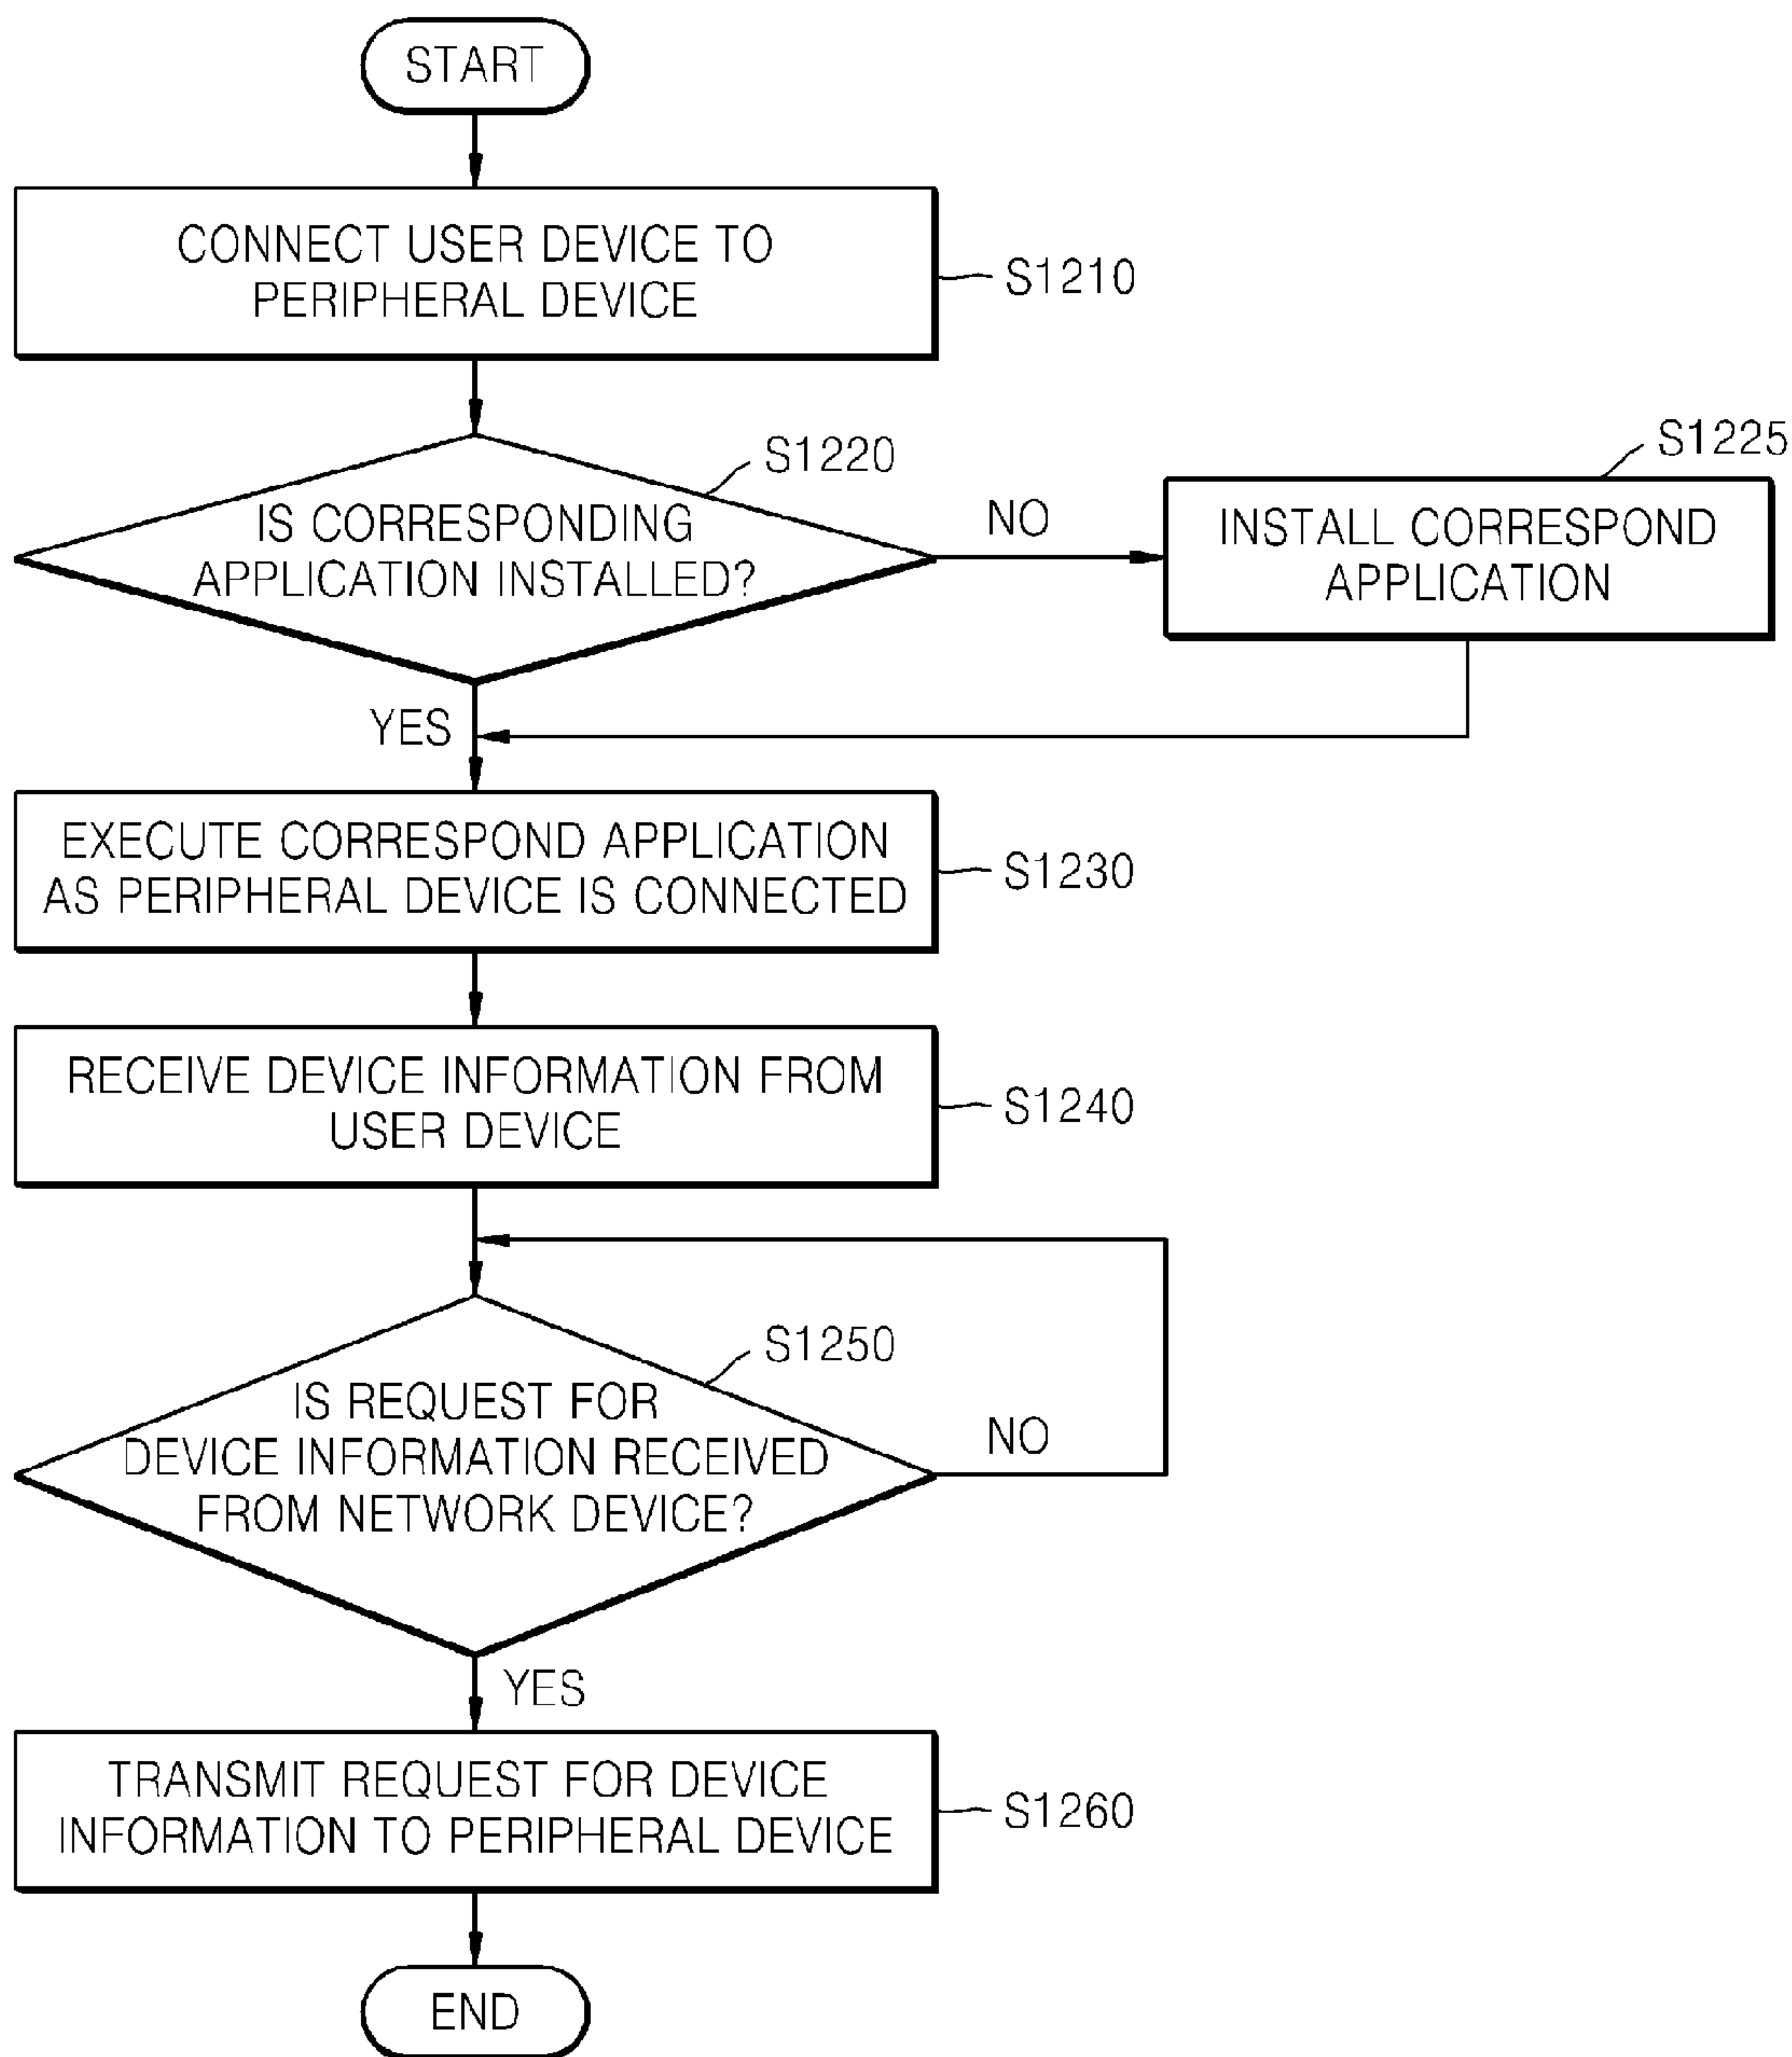 START
CONNECT USER DEVICE TO
PERIPHERAL DEVICE
S1210
S1220
IS CORRESPONDING
APPLICATION INSTALLED?
NO
S1225
INSTALL CORRESPOND
APPLICATION
YES
EXECUTE CORRESPOND APPLICATION
AS PERIPHERAL DEVICE IS CONNECTED
S1230
RECEIVE DEVICE INFORMATION FROM
USER DEVICE
S1240
S1250
IS REQUEST FOR
DEVICE INFORMATION RECEIVED
FROM NETWORK DEVICE?
NO
YES
TRANSMIT REQUEST FOR DEVICE
INFORMATION TO PERIPHERAL DEVICE
S1260
END